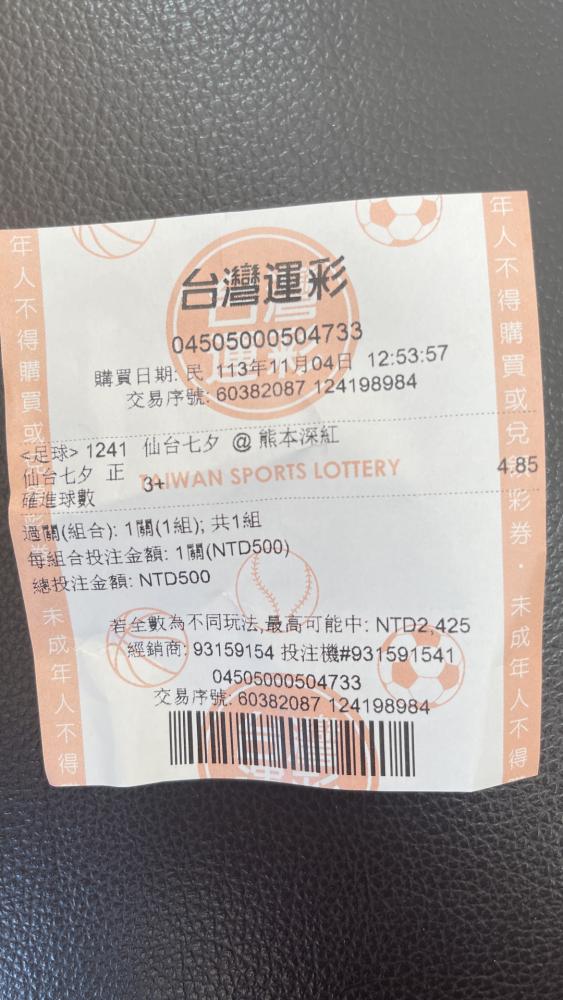 台灣運彩
04505000504733
購買日期: 民 113年11月04日 12:53:57
交易序號: 60382087 124198984
<足球> 1241 仙台七夕 @ 熊本深紅
仙台七夕 正確進球數 3+ 4.85
TAIWAN SPORTS LOTTERY
過關(組合): 1關(1組); 共1組
每組合投注金額: 1關(NTD500)
總投注金額: NTD500
若全數為不同玩法,最高可能中: NTD2,425
經銷商: 93159154 投注機#931591541
04505000504733
交易序號: 60382087 124198984
年人不得購買或兌
未成年人不得
年人不得購買或兌
彩券．未成年人不得